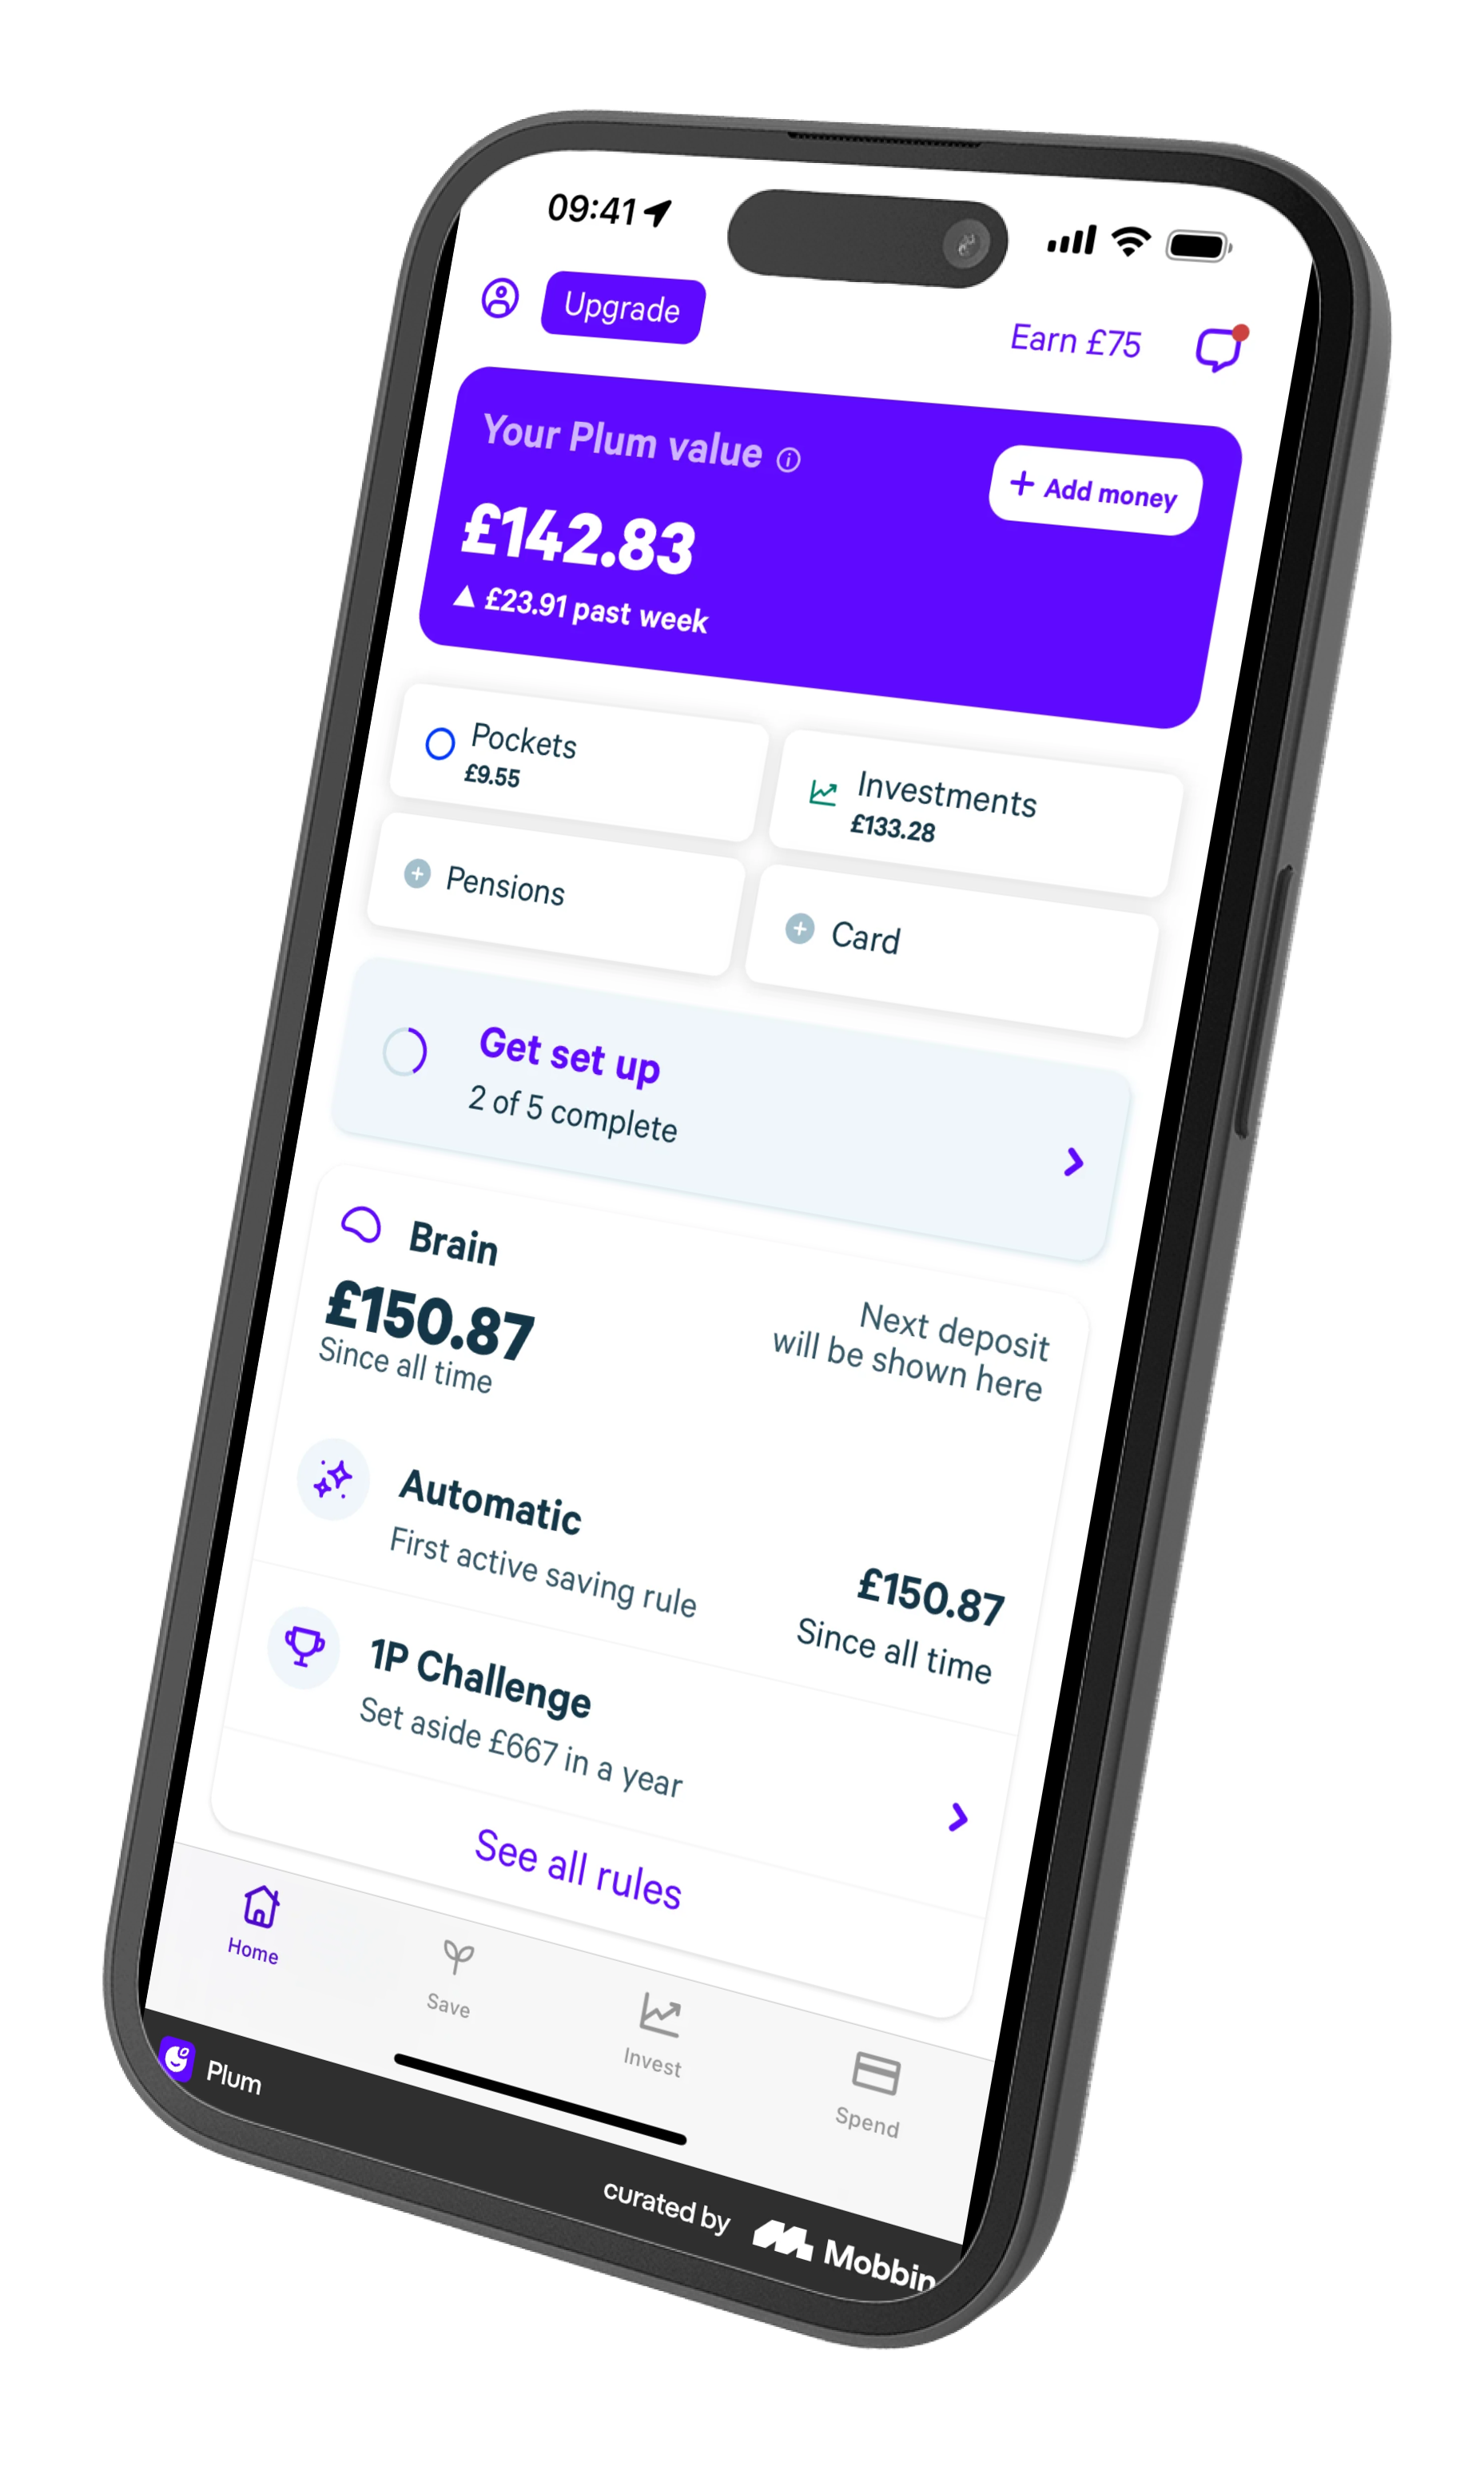 09:41
Upgrade
Earn £75
Your Plum value
+ Add money
£142.83
▲ £23.91 past week
Pockets
£9.55
Investments
£133.28
Pensions
Card
Get set up
2 of 5 complete
Brain
£150.87
Since all time
Next deposit
will be shown here
Automatic
First active saving rule
£150.87
Since all time
1P Challenge
Set aside £667 in a year
See all rules
Home
Save
Invest
Spend
Plum
curated by
Mobbin